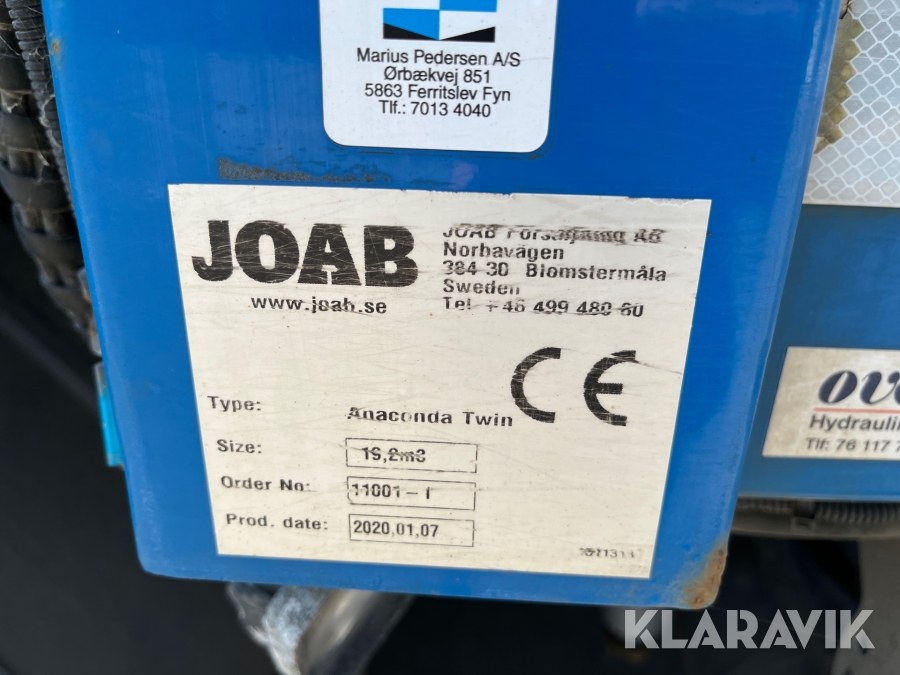 Marius Pedersen A/S
Ørbækvej 851
5863 Ferritslev Fyn
Tlf.: 7013 4040
JOAB
www.joab.se
JOAB Försäljning AB
Norhavägen
384 30 Blomstermåla
Sweden
Tel +46 499 480 60
CE
Type: Anaconda Twin
Size: 19,2m3
Order No: 11001-1
Prod. date: 2020,01,07
Tlf: 76 117
KLARAVIK